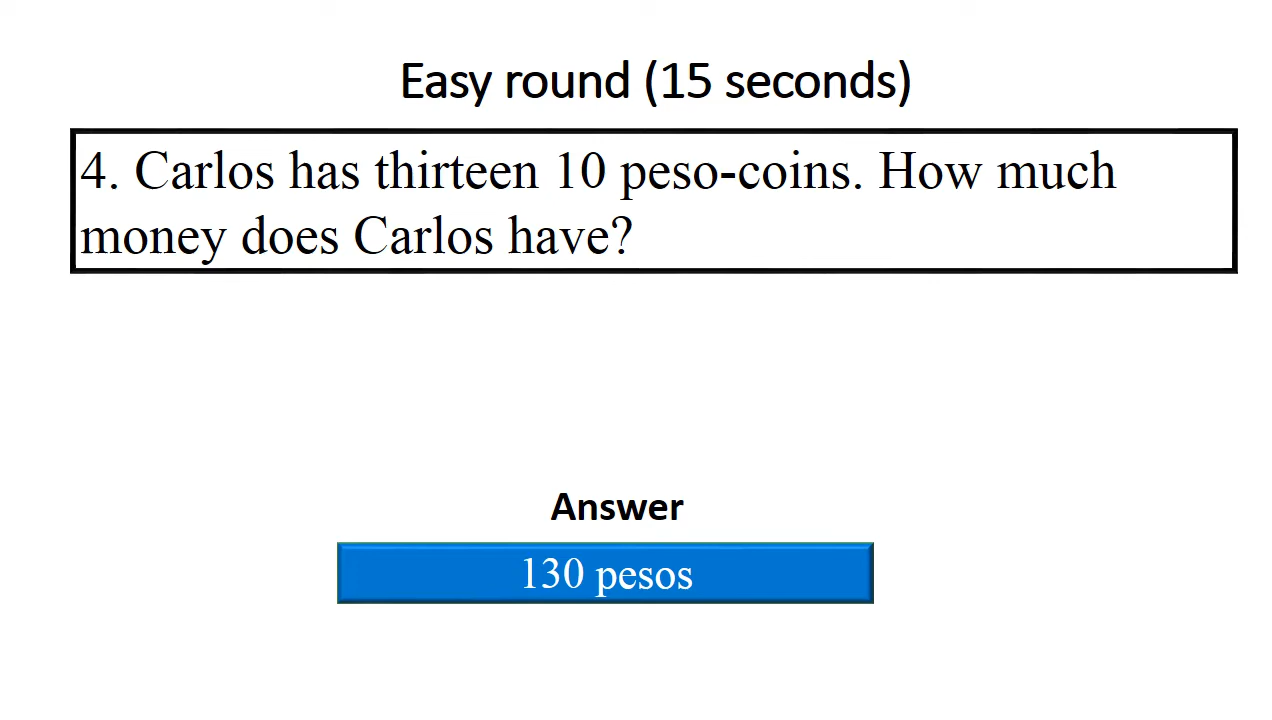 Easy round (15 seconds)
4. Carlos has thirteen 10 peso-coins. How much
money does Carlos have?
Answer
130 pesos